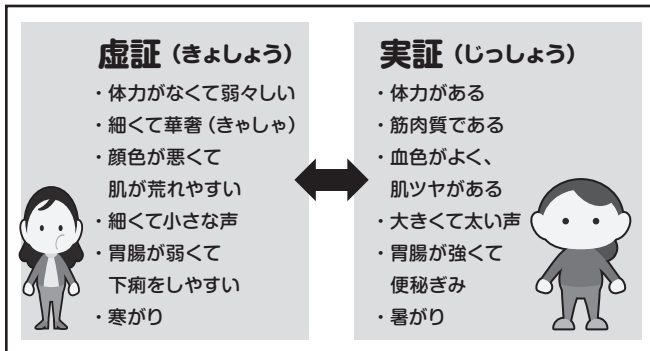 虚証(きょしょう)
・体力がなくて弱々しい
・細くて華奢(きゃしゃ)
・顔色が悪くて
肌が荒れやすい
・細くて小さな声
・胃腸が弱くて
下痢をしやすい
・寒がり
実証(じっしょう)
・体力がある
・筋肉質である
・血色がよく、
肌ツヤがある
・大きくて太い声
・胃腸が強くて
便秘ぎみ
・暑がり